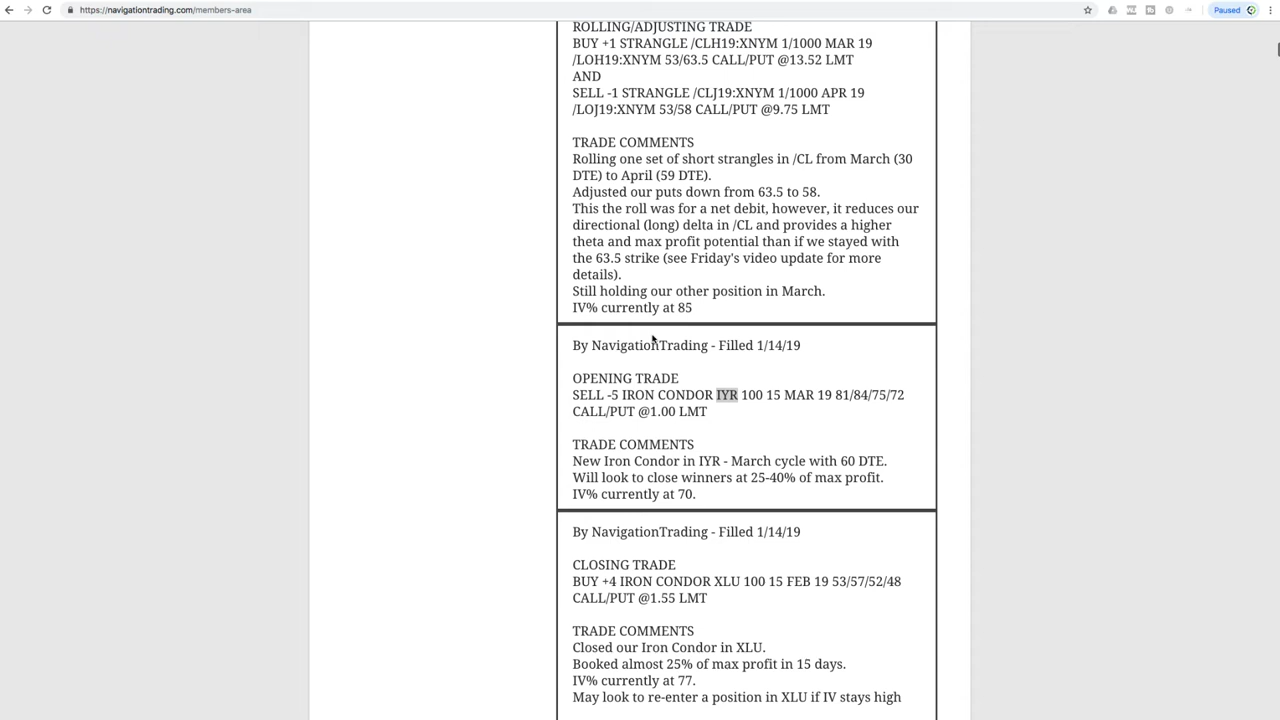 https://navigationtrading.com/members-area
Paused
ROLLING/ADJUSTING TRADE
BUY +1 STRANGLE /CLH19:XNYM 1/1000 MAR 19
/LOH19:XNYM 53/63.5 CALL/PUT @13.52 LMT
AND
SELL -1 STRANGLE /CLJ19:XNYM 1/1000 APR 19
/LOJ19:XNYM 53/58 CALL/PUT @9.75 LMT
TRADE COMMENTS
Rolling one set of short strangles in /CL from March (30
DTE) to April (59 DTE).
Adjusted our puts down from 63.5 to 58.
This the roll was for a net debit, however, it reduces our
directional (long) delta in /CL and provides a higher
theta and max profit potential than if we stayed with
the 63.5 strike (see Friday's video update for more
details).
Still holding our other position in March.
IV% currently at 85
By NavigationTrading - Filled 1/14/19
OPENING TRADE
SELL -5 IRON CONDOR IYR 100 15 MAR 19 81/84/75/72
CALL/PUT @1.00 LMT
TRADE COMMENTS
New Iron Condor in IYR - March cycle with 60 DTE.
Will look to close winners at 25-40% of max profit.
IV% currently at 70.
By NavigationTrading - Filled 1/14/19
CLOSING TRADE
BUY +4 IRON CONDOR XLU 100 15 FEB 19 53/57/52/48
CALL/PUT @1.55 LMT
TRADE COMMENTS
Closed our Iron Condor in XLU.
Booked almost 25% of max profit in 15 days.
IV% currently at 77.
May look to re-enter a position in XLU if IV stays high